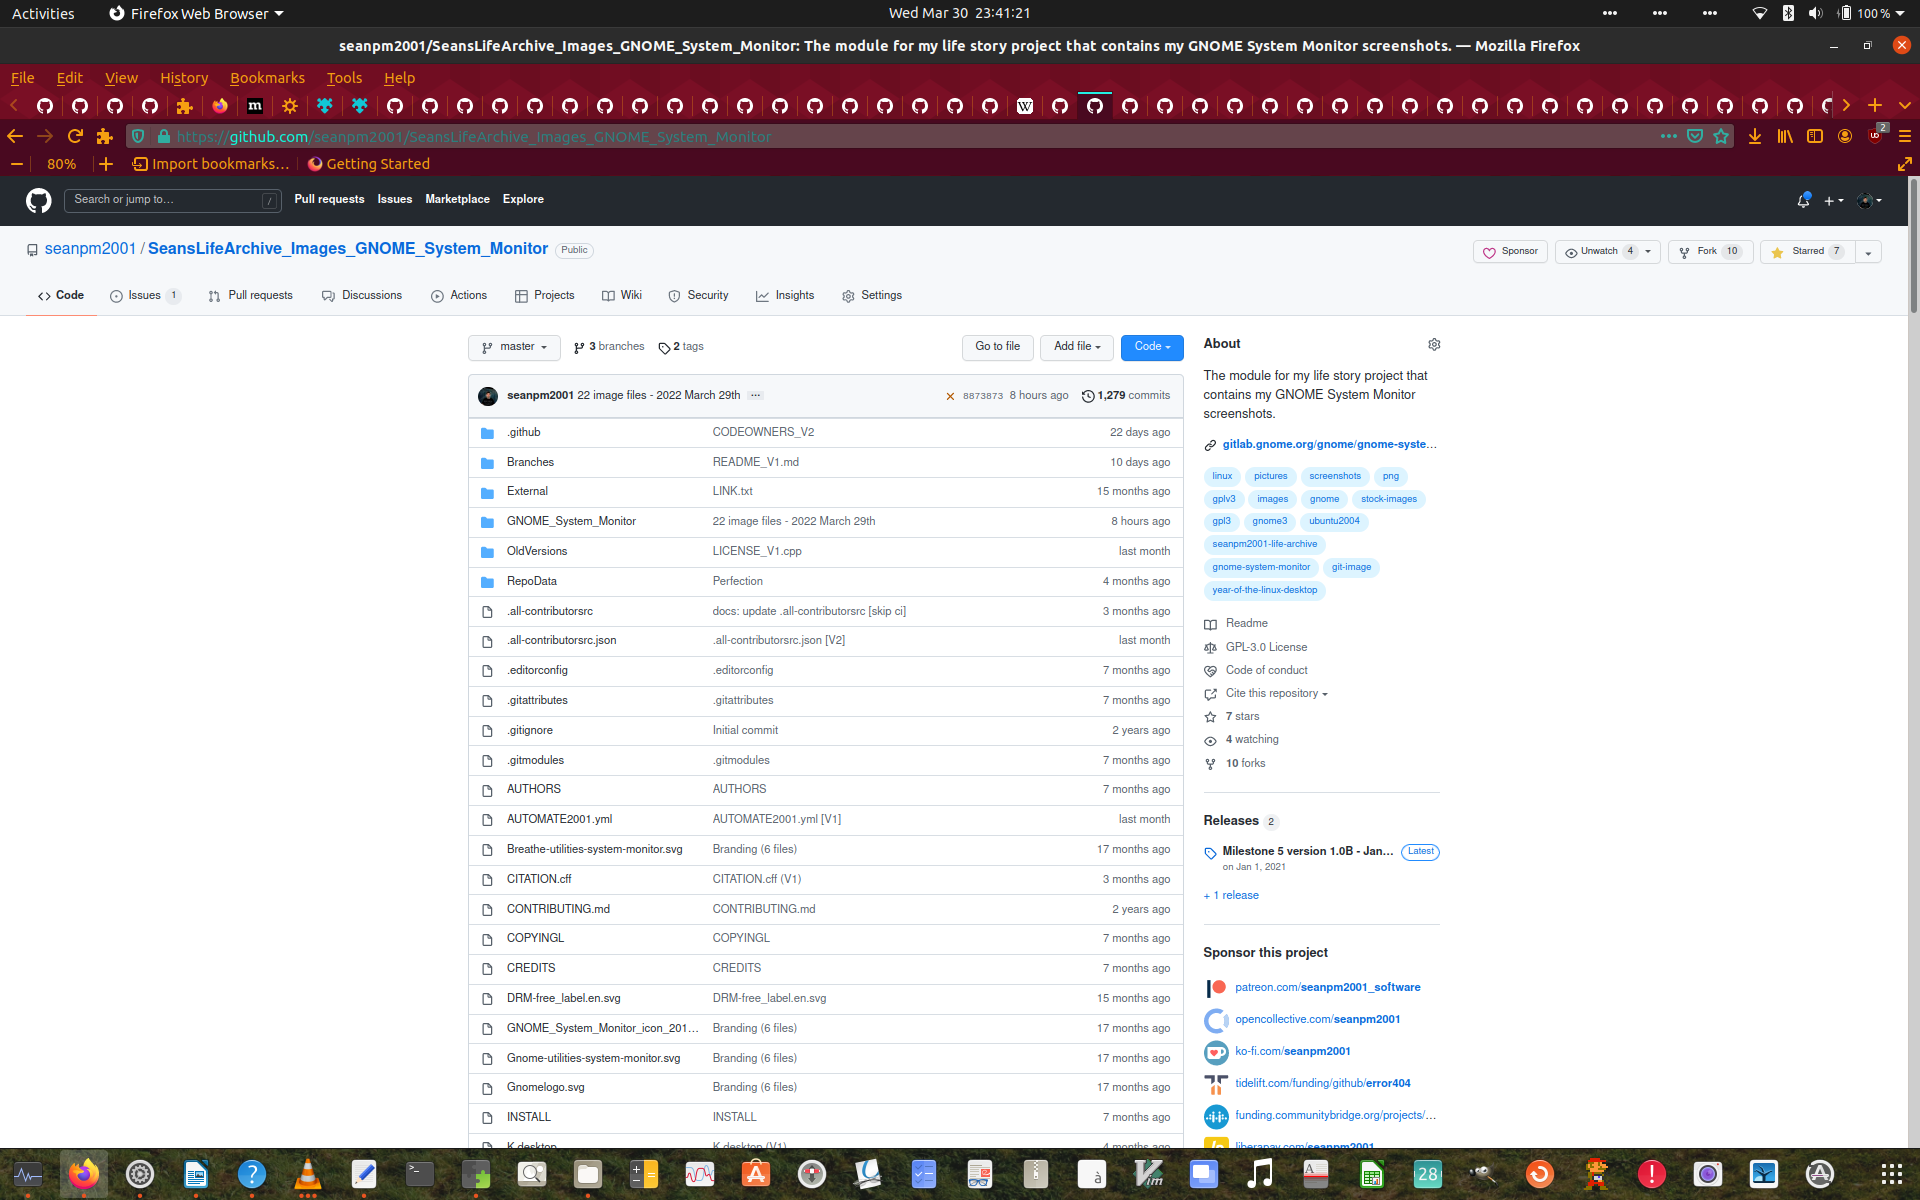 Activities Firefox Web Browser Wed Mar 30 23:41:21 100 %
seanpm2001/SeansLifeArchive_Images_GNOME_System_Monitor: The module for my life story project that contains my GNOME System Monitor screenshots. — Mozilla Firefox
File Edit View History Bookmarks Tools Help
https://github.com/seanpm2001/SeansLifeArchive_Images_GNOME_System_Monitor 2
80% Import bookmarks... Getting Started
Search or jump to... / Pull requests Issues Marketplace Explore
seanpm2001 / SeansLifeArchive_Images_GNOME_System_Monitor Public Sponsor Unwatch 4 Fork 10 Starred 7
Code Issues 1 Pull requests Discussions Actions Projects Wiki Security Insights Settings
master 3 branches 2 tags Go to file Add file Code
seanpm2001 22 image files - 2022 March 29th ... 8873873 8 hours ago 1,279 commits
.github CODEOWNERS_V2 22 days ago
Branches README_V1.md 10 days ago
External LINK.txt 15 months ago
GNOME_System_Monitor 22 image files - 2022 March 29th 8 hours ago
OldVersions LICENSE_V1.cpp last month
RepoData Perfection 4 months ago
.all-contributorsrc docs: update .all-contributorsrc [skip ci] 3 months ago
.all-contributorsrc.json .all-contributorsrc.json [V2] last month
.editorconfig .editorconfig 7 months ago
.gitattributes .gitattributes 7 months ago
.gitignore Initial commit 2 years ago
.gitmodules .gitmodules 7 months ago
AUTHORS AUTHORS 7 months ago
AUTOMATE2001.yml AUTOMATE2001.yml [V1] last month
Breathe-utilities-system-monitor.svg Branding (6 files) 17 months ago
CITATION.cff CITATION.cff (V1) 3 months ago
CONTRIBUTING.md CONTRIBUTING.md 2 years ago
COPYINGL COPYINGL 7 months ago
CREDITS CREDITS 7 months ago
DRM-free_label.en.svg DRM-free_label.en.svg 15 months ago
GNOME_System_Monitor_icon_201... Branding (6 files) 17 months ago
Gnome-utilities-system-monitor.svg Branding (6 files) 17 months ago
Gnomelogo.svg Branding (6 files) 17 months ago
INSTALL INSTALL 7 months ago
K.desktop K.desktop (V1) 4 months ago
About
The module for my life story project that
contains my GNOME System Monitor
screenshots.
gitlab.gnome.org/gnome/gnome-syste...
linux pictures screenshots png
gplv3 images gnome stock-images
gpl3 gnome3 ubuntu2004
seanpm2001-life-archive
gnome-system-monitor git-image
year-of-the-linux-desktop
Readme
GPL-3.0 License
Code of conduct
Cite this repository
7 stars
4 watching
10 forks
Releases 2
Milestone 5 version 1.0B - Jan... Latest
on Jan 1, 2021
+ 1 release
Sponsor this project
patreon.com/seanpm2001_software
opencollective.com/seanpm2001
ko-fi.com/seanpm2001
tidelift.com/funding/github/error404
funding.communitybridge.org/projects/...
liberapay.com/seanpm2001
28